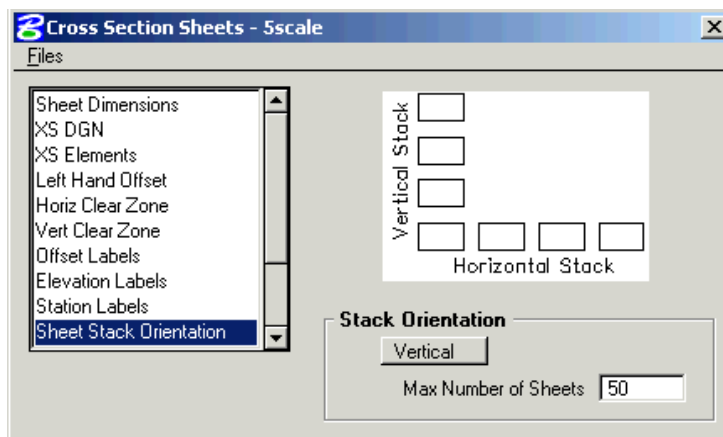 Cross Section Sheets - 5scale
Files
Sheet Dimensions
XS DGN
XS Elements
Left Hand Offset
Horiz Clear Zone
Vert Clear Zone
Offset Labels
Elevation Labels
Station Labels
Sheet Stack Orientation
Vertical Stack
Horizontal Stack
Stack Orientation
Vertical
Max Number of Sheets 50